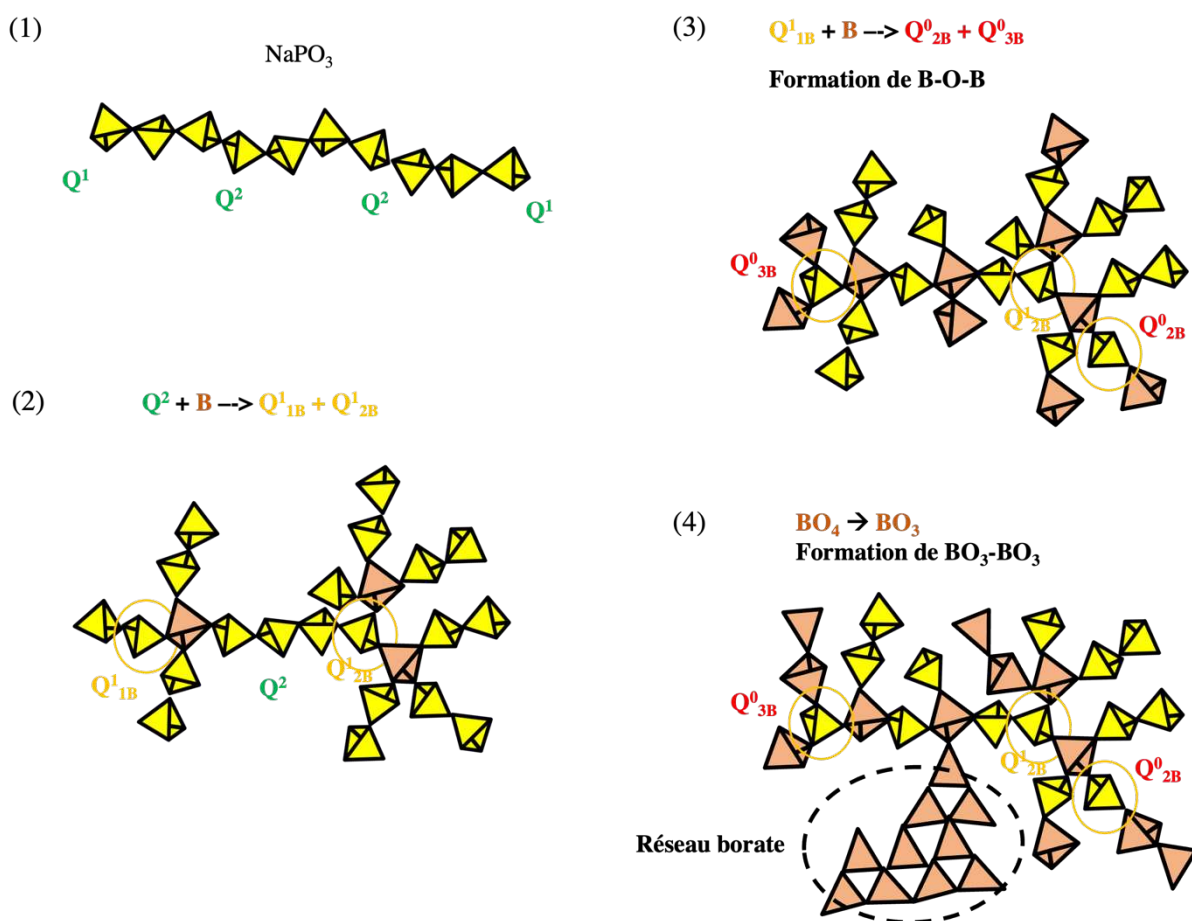 (1)
NaPO₃
Q¹
Q²
Q²
Q¹
(2)
Q² + B --> Q¹₁B + Q¹₂B
Q¹₁B
Q²
Q¹₂B
(3)
Q¹₁B + B --> Q⁰₂B + Q⁰₃B
Formation de B-O-B
Q⁰₃B
Q¹₂B
Q⁰₂B
(4)
BO₄ → BO₃
Formation de BO₃-BO₃
Q⁰₃B
Q¹₂B
Q⁰₂B
Réseau borate